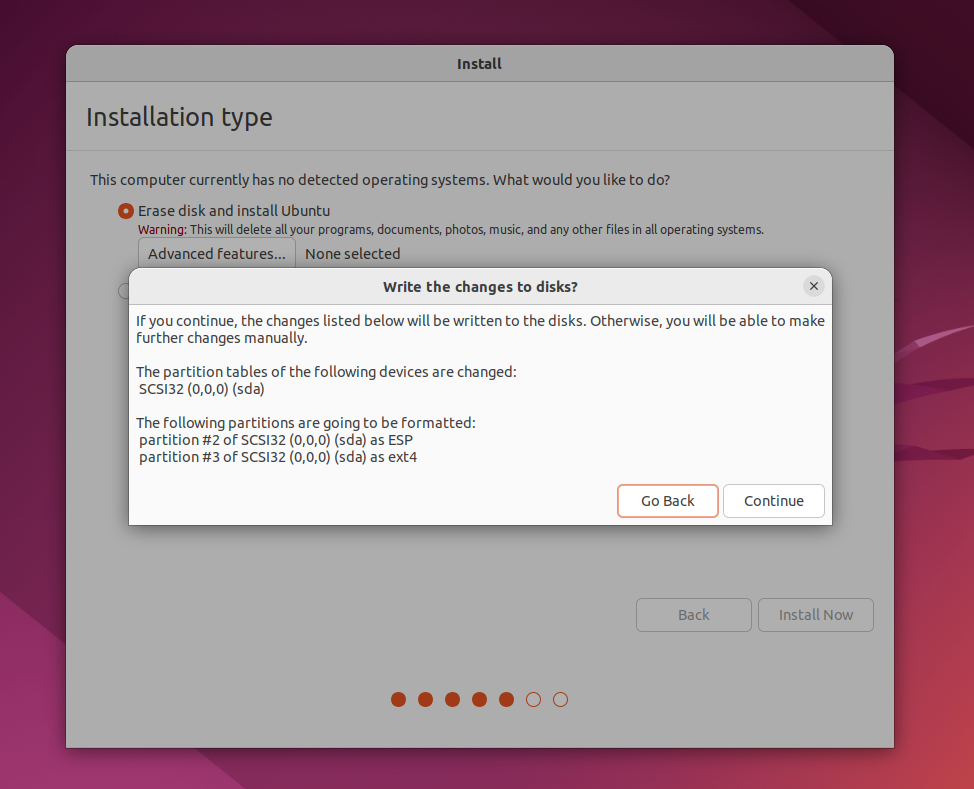 Install
Installation type
This computer currently has no detected operating systems. What would you like to do?
Erase disk and install Ubuntu
Warning: This will delete all your programs, documents, photos, music, and any other files in all operating systems.
Advanced features... None selected
Write the changes to disks?
If you continue, the changes listed below will be written to the disks. Otherwise, you will be able to make
further changes manually.
The partition tables of the following devices are changed:
SCSI32 (0,0,0) (sda)
The following partitions are going to be formatted:
partition #2 of SCSI32 (0,0,0) (sda) as ESP
partition #3 of SCSI32 (0,0,0) (sda) as ext4
Go Back Continue
Back Install Now